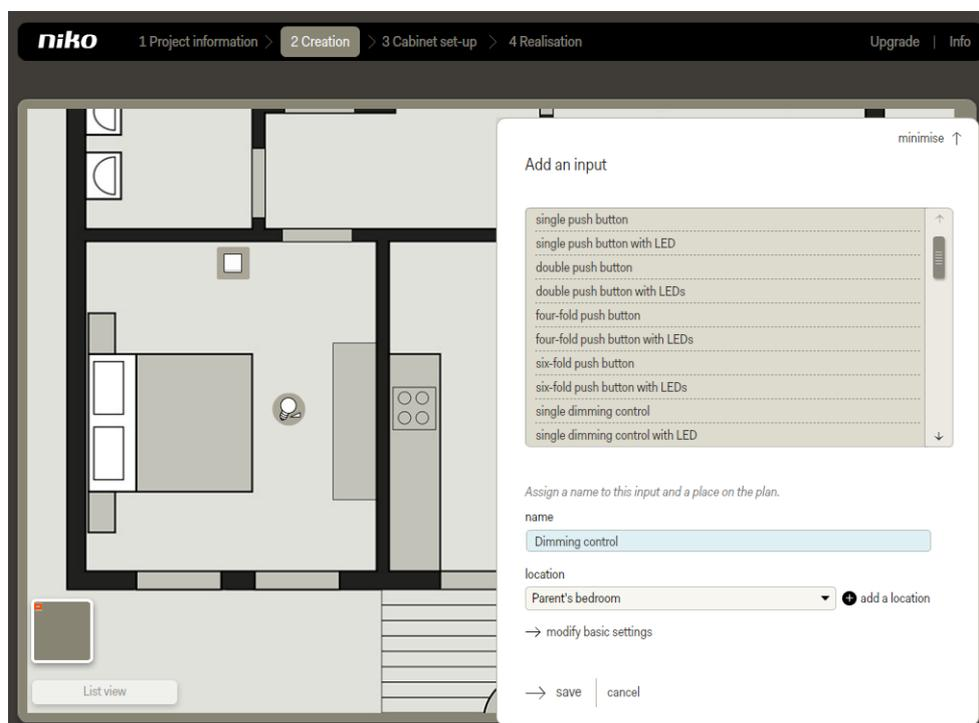 niko 1 Project information > 2 Creation > 3 Cabinet set-up > 4 Realisation Upgrade | Info
minimise ↑
Add an input
single push button
single push button with LED
double push button
double push button with LEDs
four-fold push button
four-fold push button with LEDs
six-fold push button
six-fold push button with LEDs
single dimming control
single dimming control with LED
Assign a name to this input and a place on the plan.
name
Dimming control
location
Parent's bedroom add a location
→ modify basic settings
→ save | cancel
List view